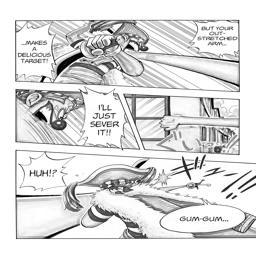 BUT YOUR
OUT-
STRETCHED
ARM...
...MAKES
A
DELICIOUS
TARGET!
I'LL
JUST
SEVER
IT!!
HUH!?
GUM-GUM...